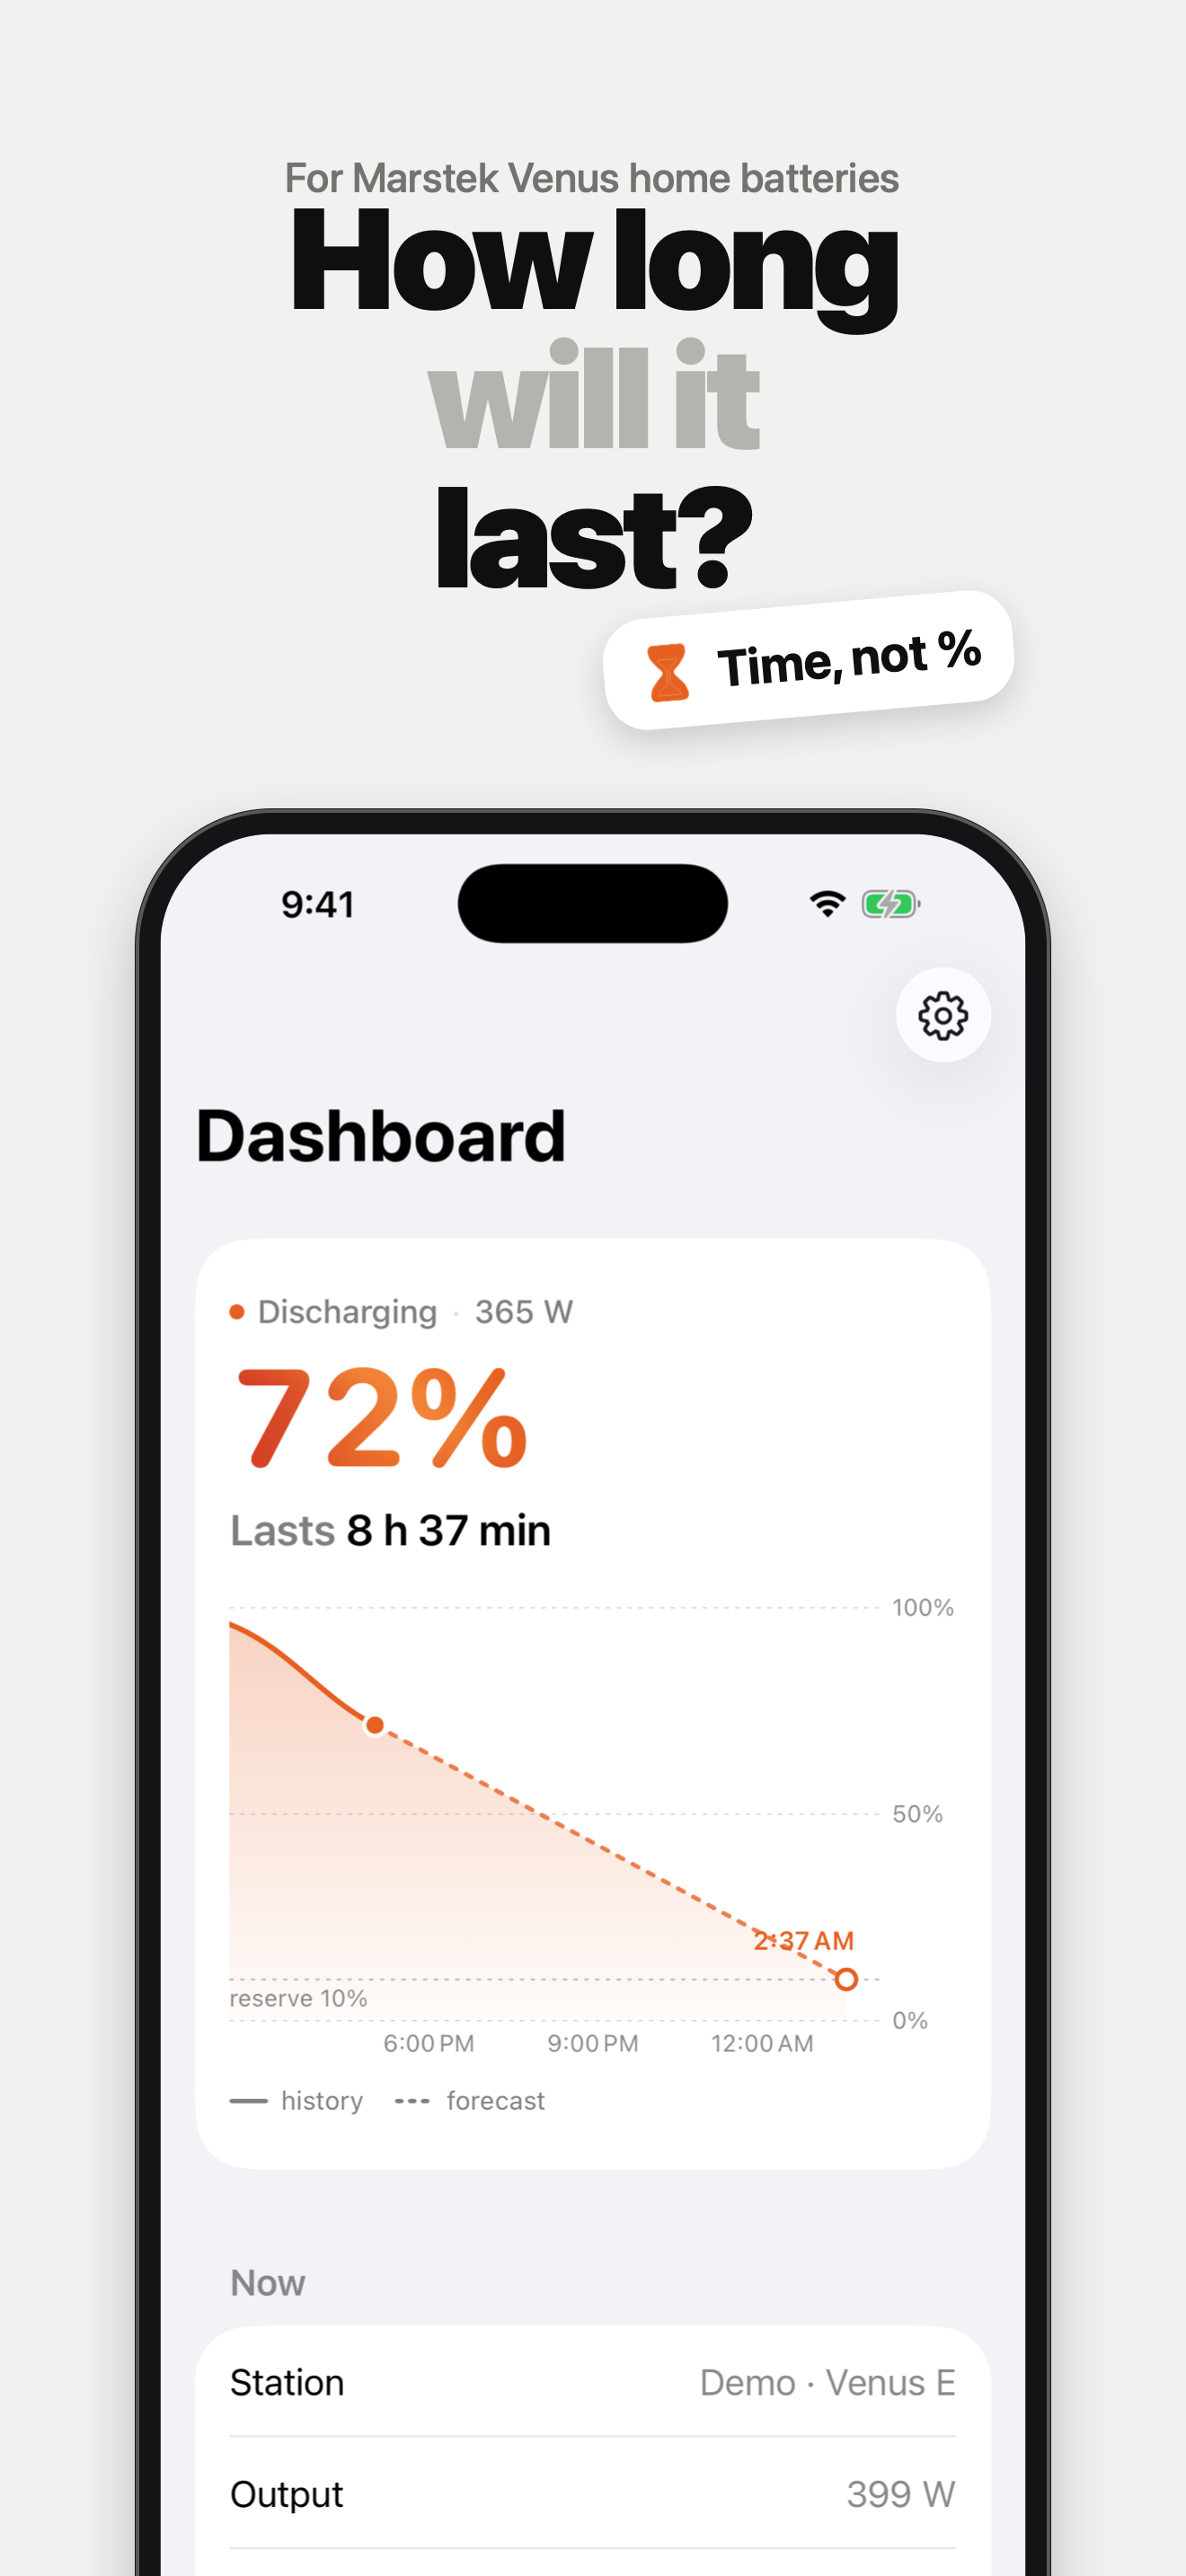 For Marstek Venus home batteries
How long
will it
last?
Time, not %
9:41
Dashboard
Discharging · 365 W
72%
Lasts 8 h 37 min
100%
50%
2:37 AM
reserve 10%
0%
6:00 PM 9:00 PM 12:00 AM
history forecast
Now
Station Demo · Venus E
Output 399 W